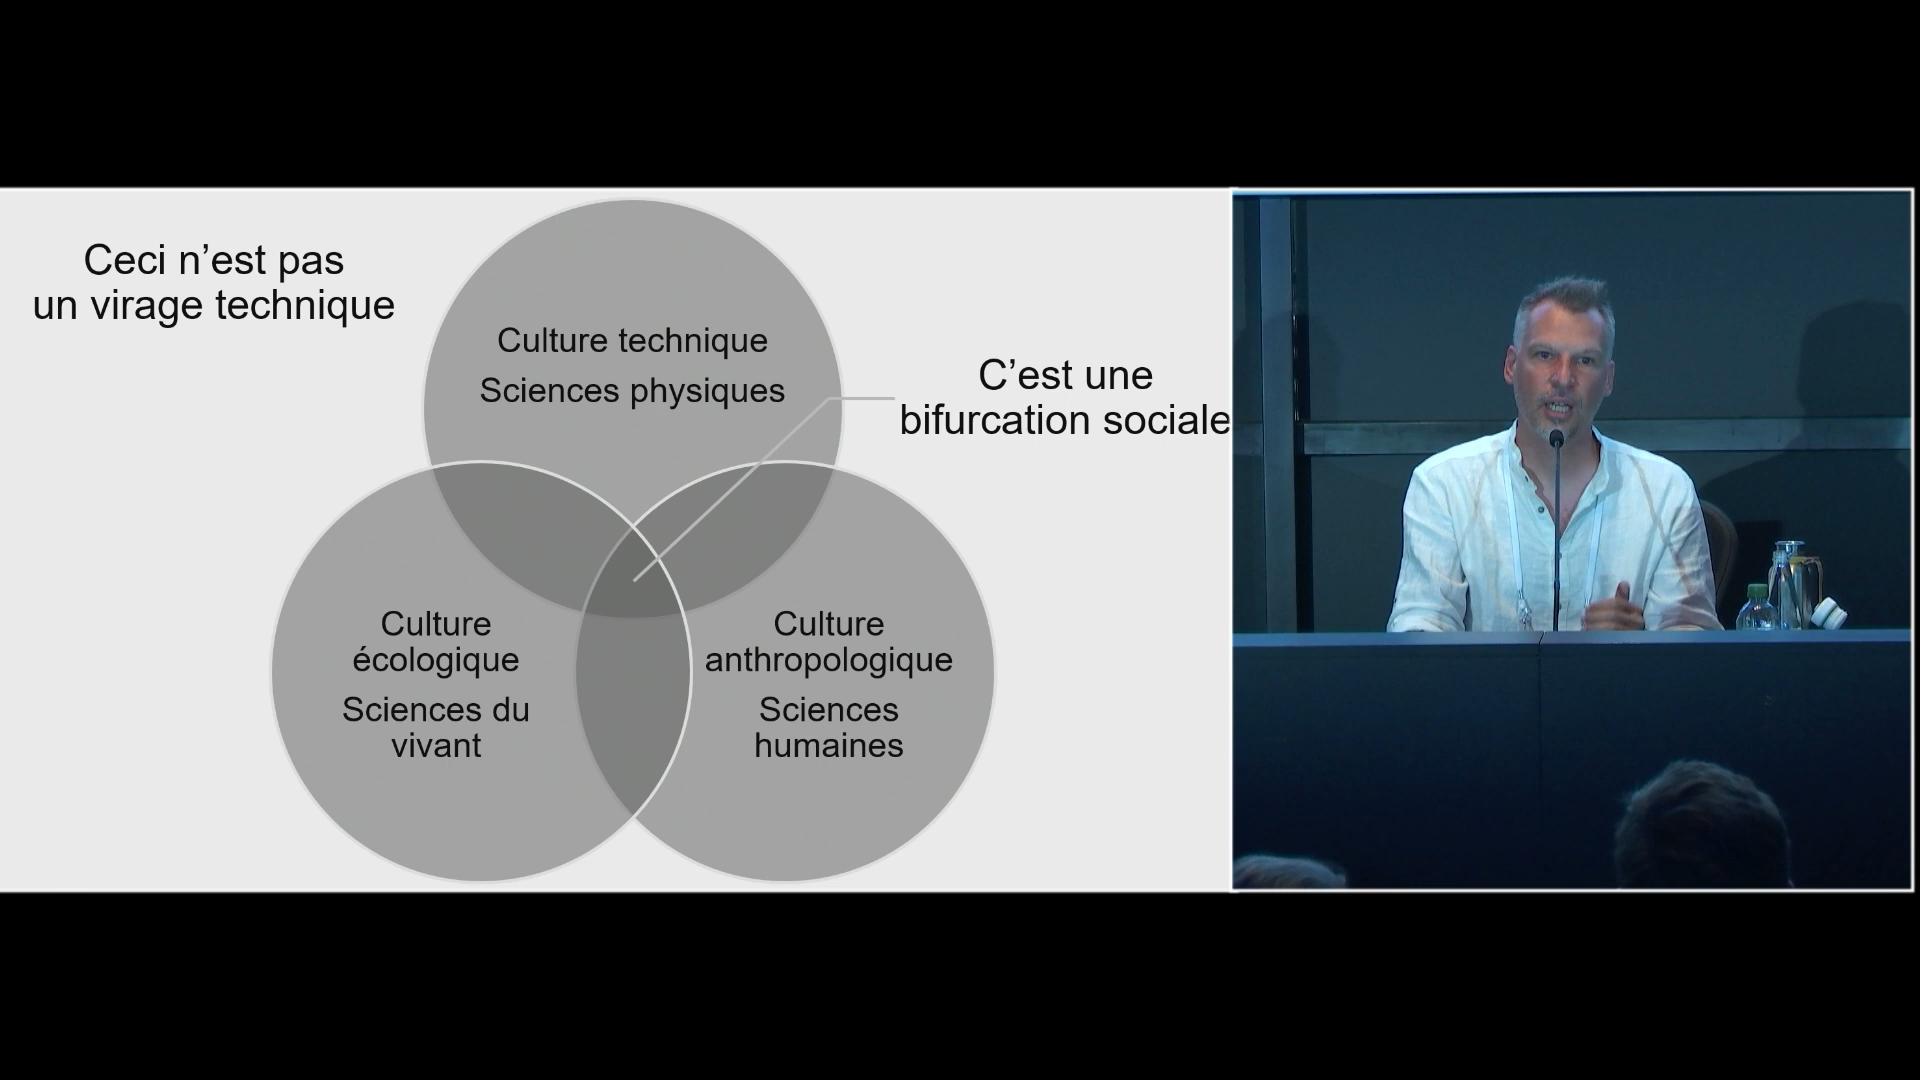 Ceci n’est pas
un virage technique
Culture technique
Sciences physiques
C’est une
bifurcation sociale
Culture
écologique
Sciences du
vivant
Culture
anthropologique
Sciences
humaines